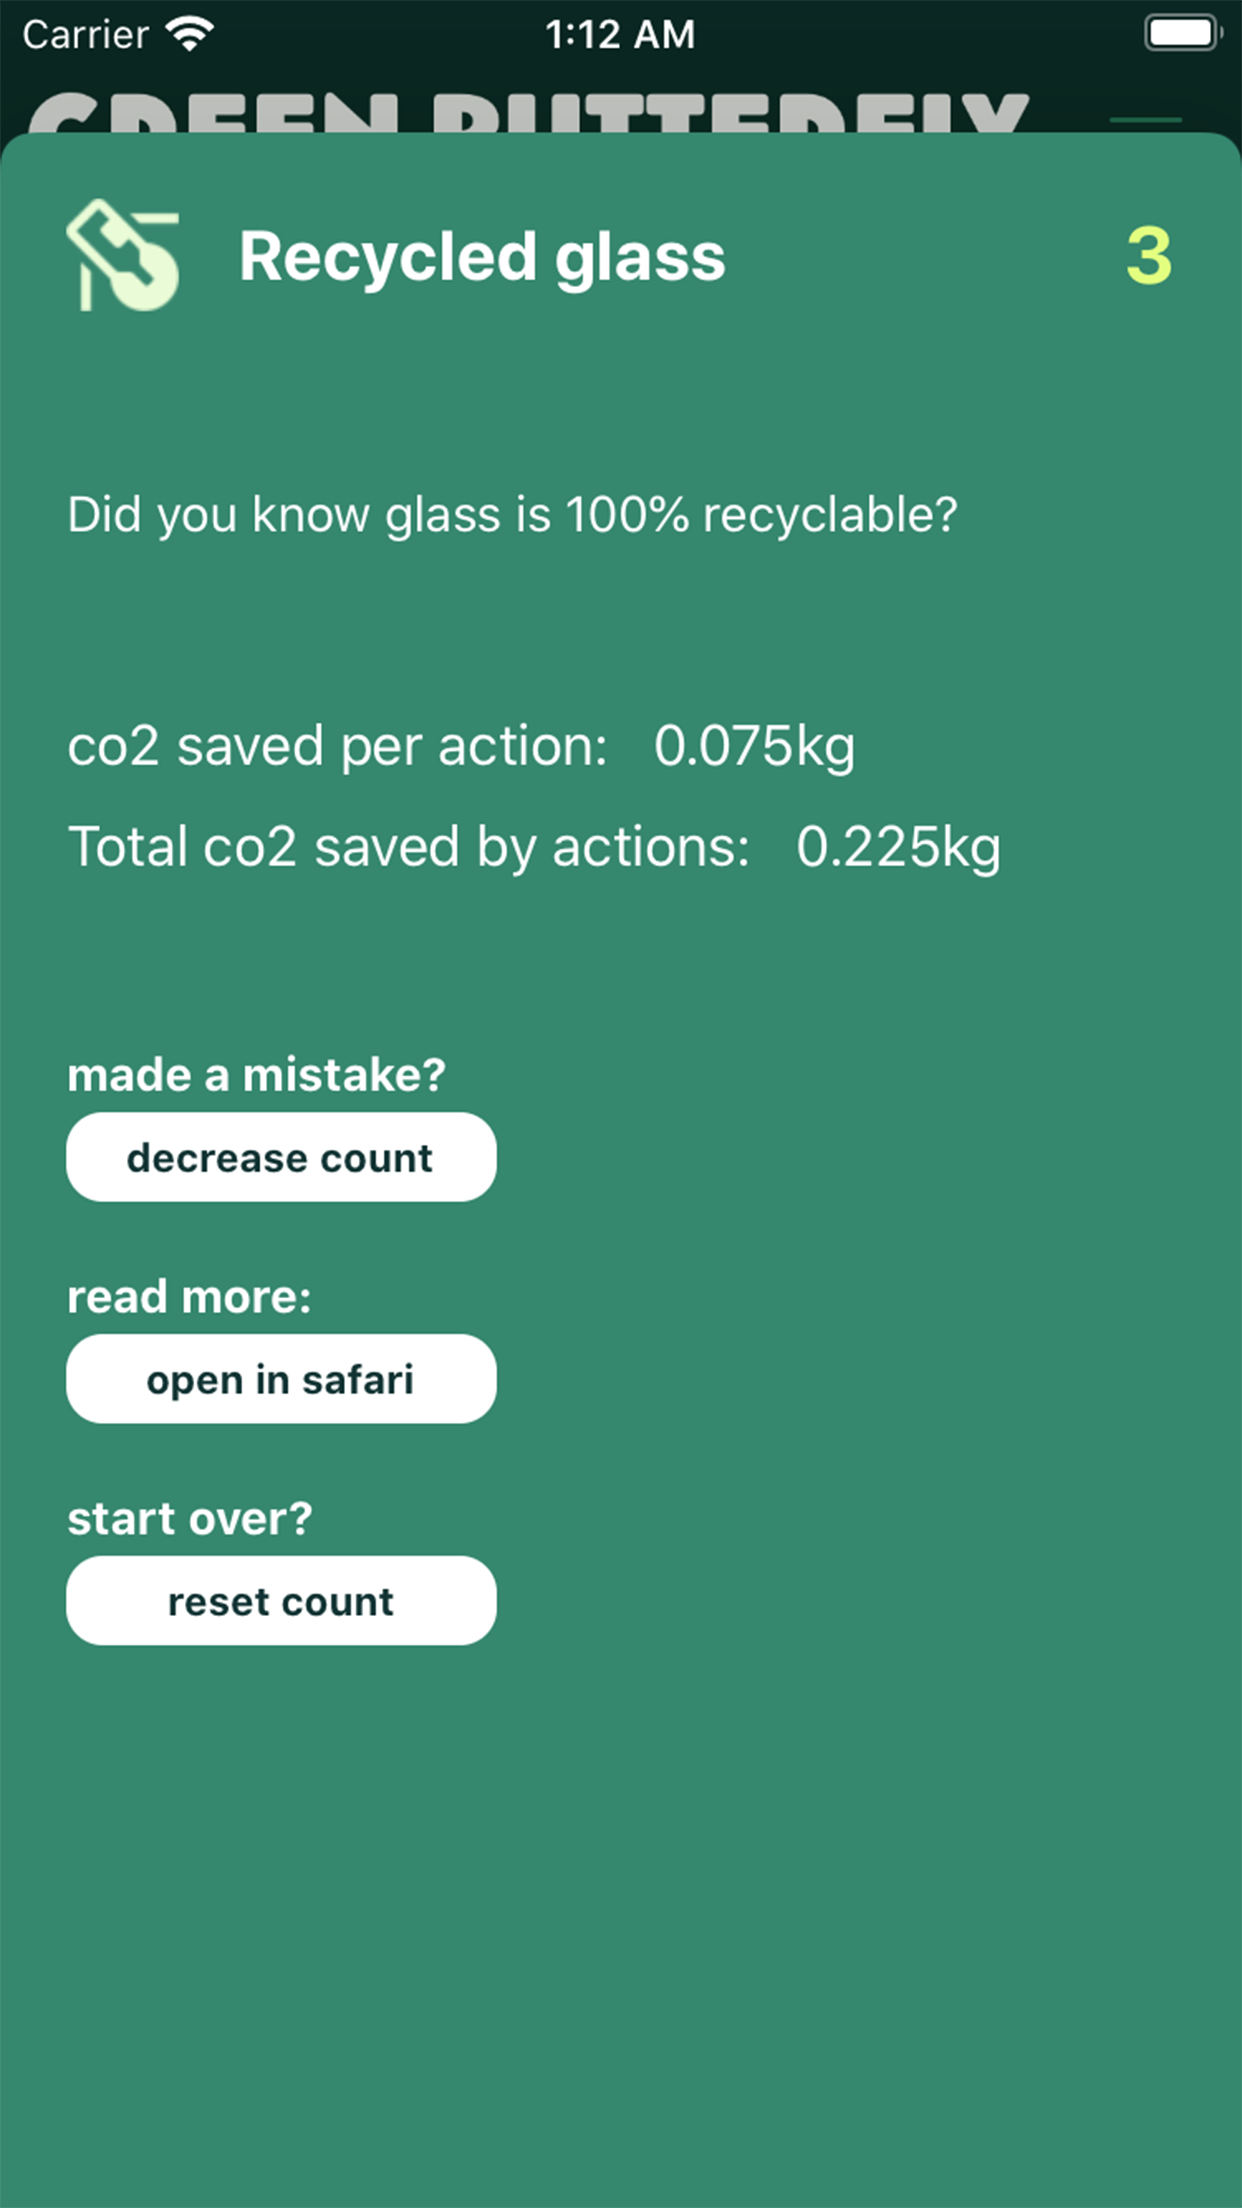 Carrier 1:12 AM
GREEN BUTTERFLY
Recycled glass 3
Did you know glass is 100% recyclable?
co2 saved per action: 0.075kg
Total co2 saved by actions: 0.225kg
made a mistake?
decrease count
read more:
open in safari
start over?
reset count